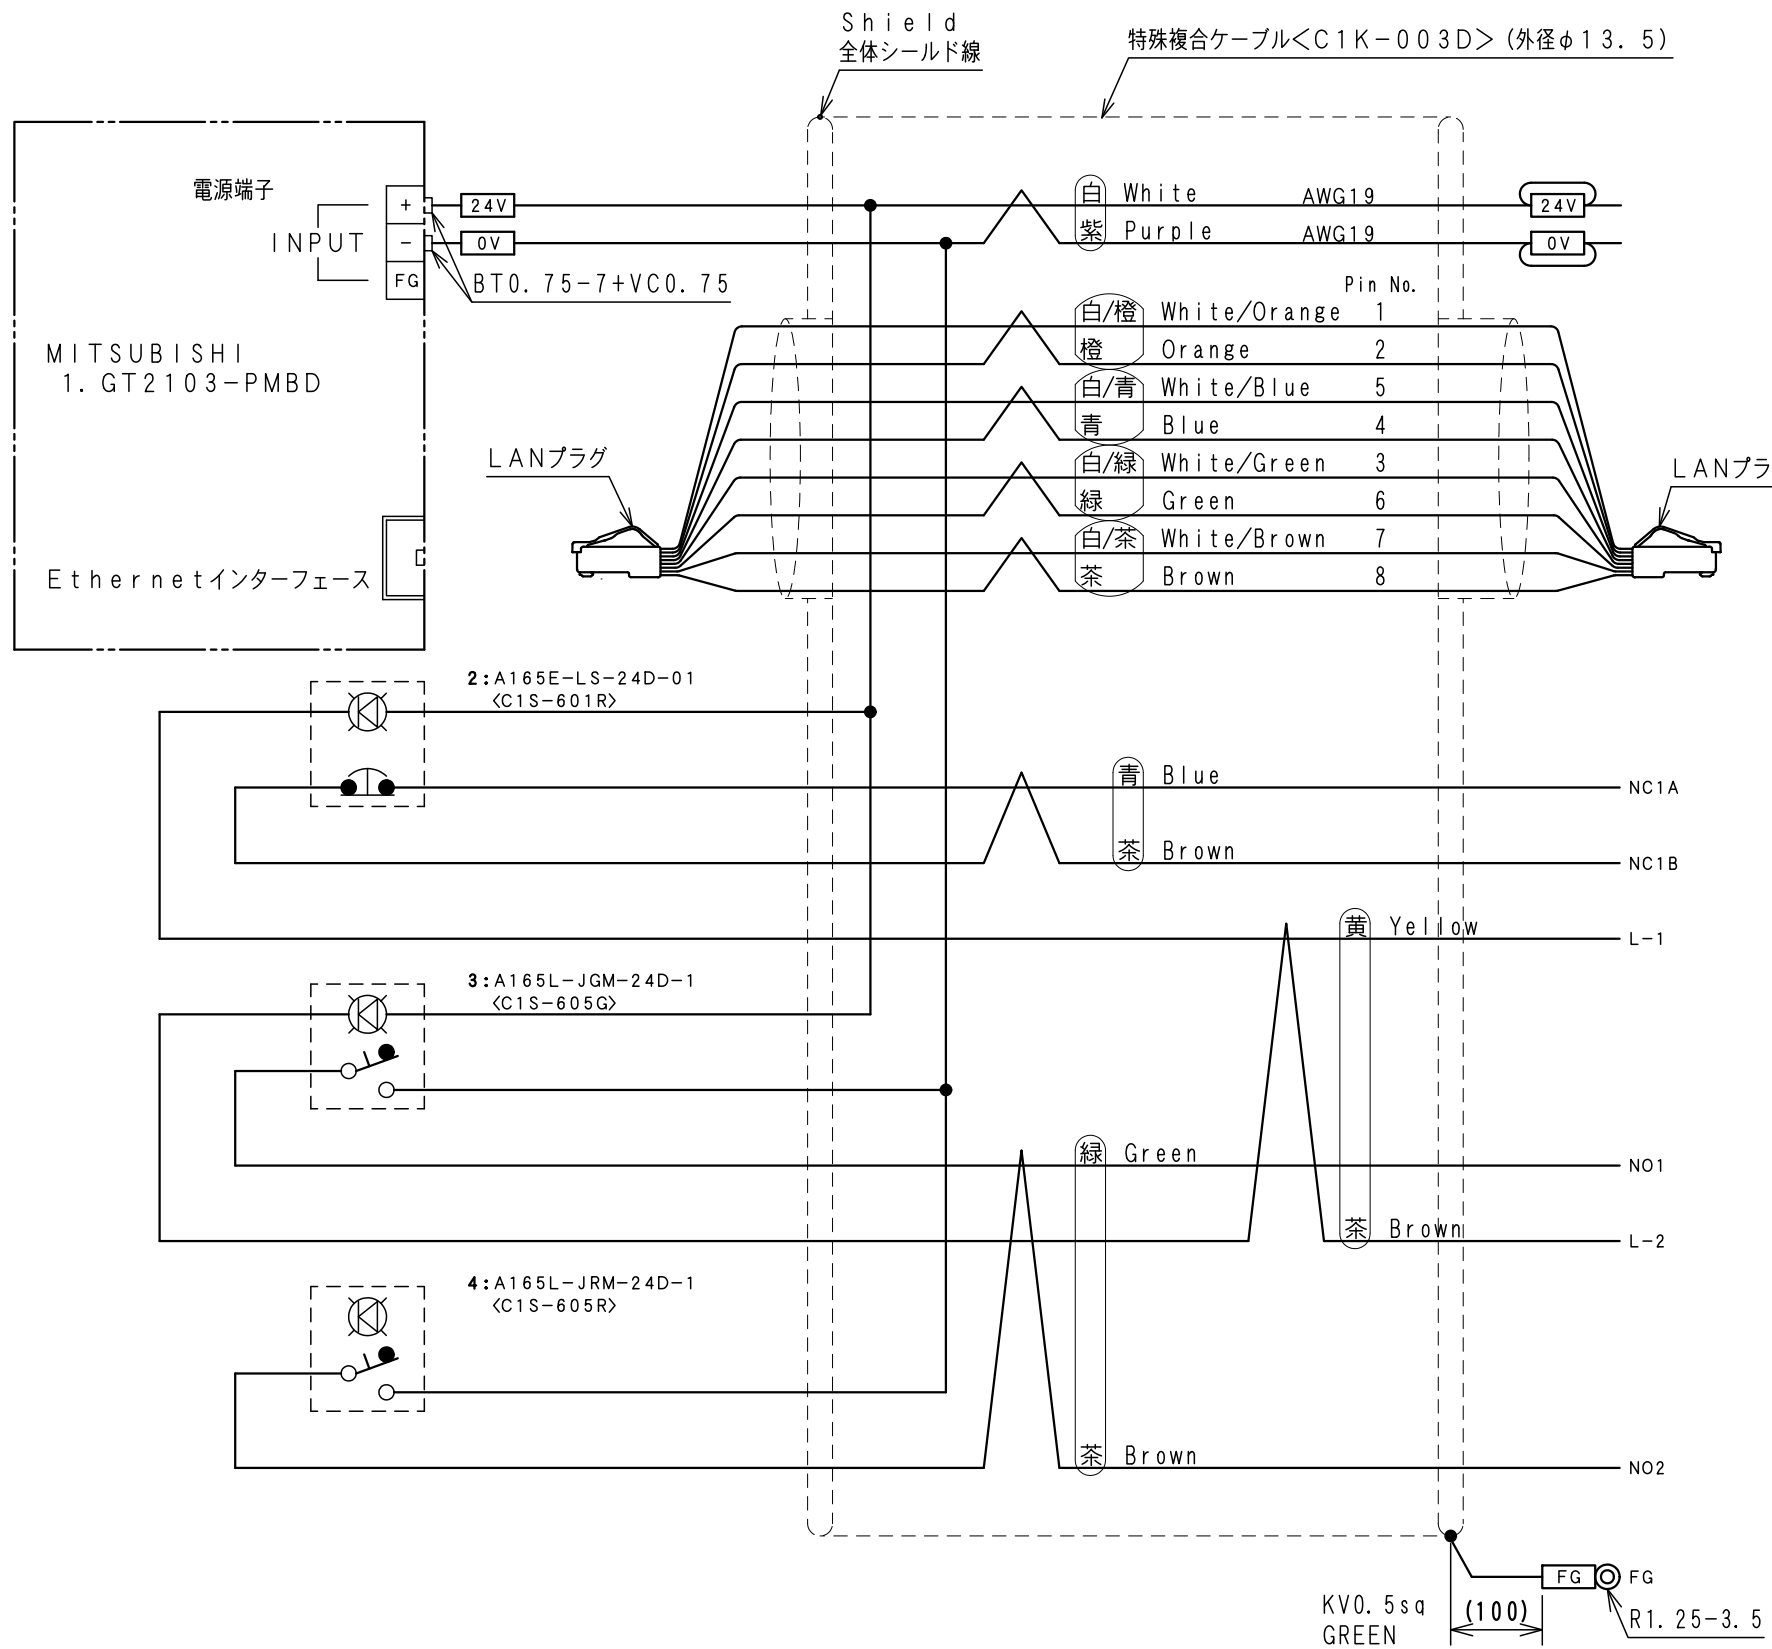 Shield
全体シールド線
特殊複合ケーブル<C1K-003D>(外径φ13.5)
電源端子
INPUT
+
-
FG
24V
0V
BT0.75-7+VC0.75
白 White AWG19
紫 Purple AWG19
24V
0V
MITSUBISHI
1.GT2103-PMBD
Pin No.
白/橙 White/Orange 1
橙 Orange 2
白/青 White/Blue 5
青 Blue 4
白/緑 White/Green 3
緑 Green 6
白/茶 White/Brown 7
茶 Brown 8
LANプラグ
LANプラ
Ethernetインターフェース
2:A165E-LS-24D-01
<C1S-601R>
青 Blue NC1A
茶 Brown NC1B
黄 Yellow L-1
3:A165L-JGM-24D-1
<C1S-605G>
緑 Green NO1
茶 Brown L-2
4:A165L-JRM-24D-1
<C1S-605R>
茶 Brown NO2
FG FG
KV0.5sq
GREEN
(100)
R1.25-3.5